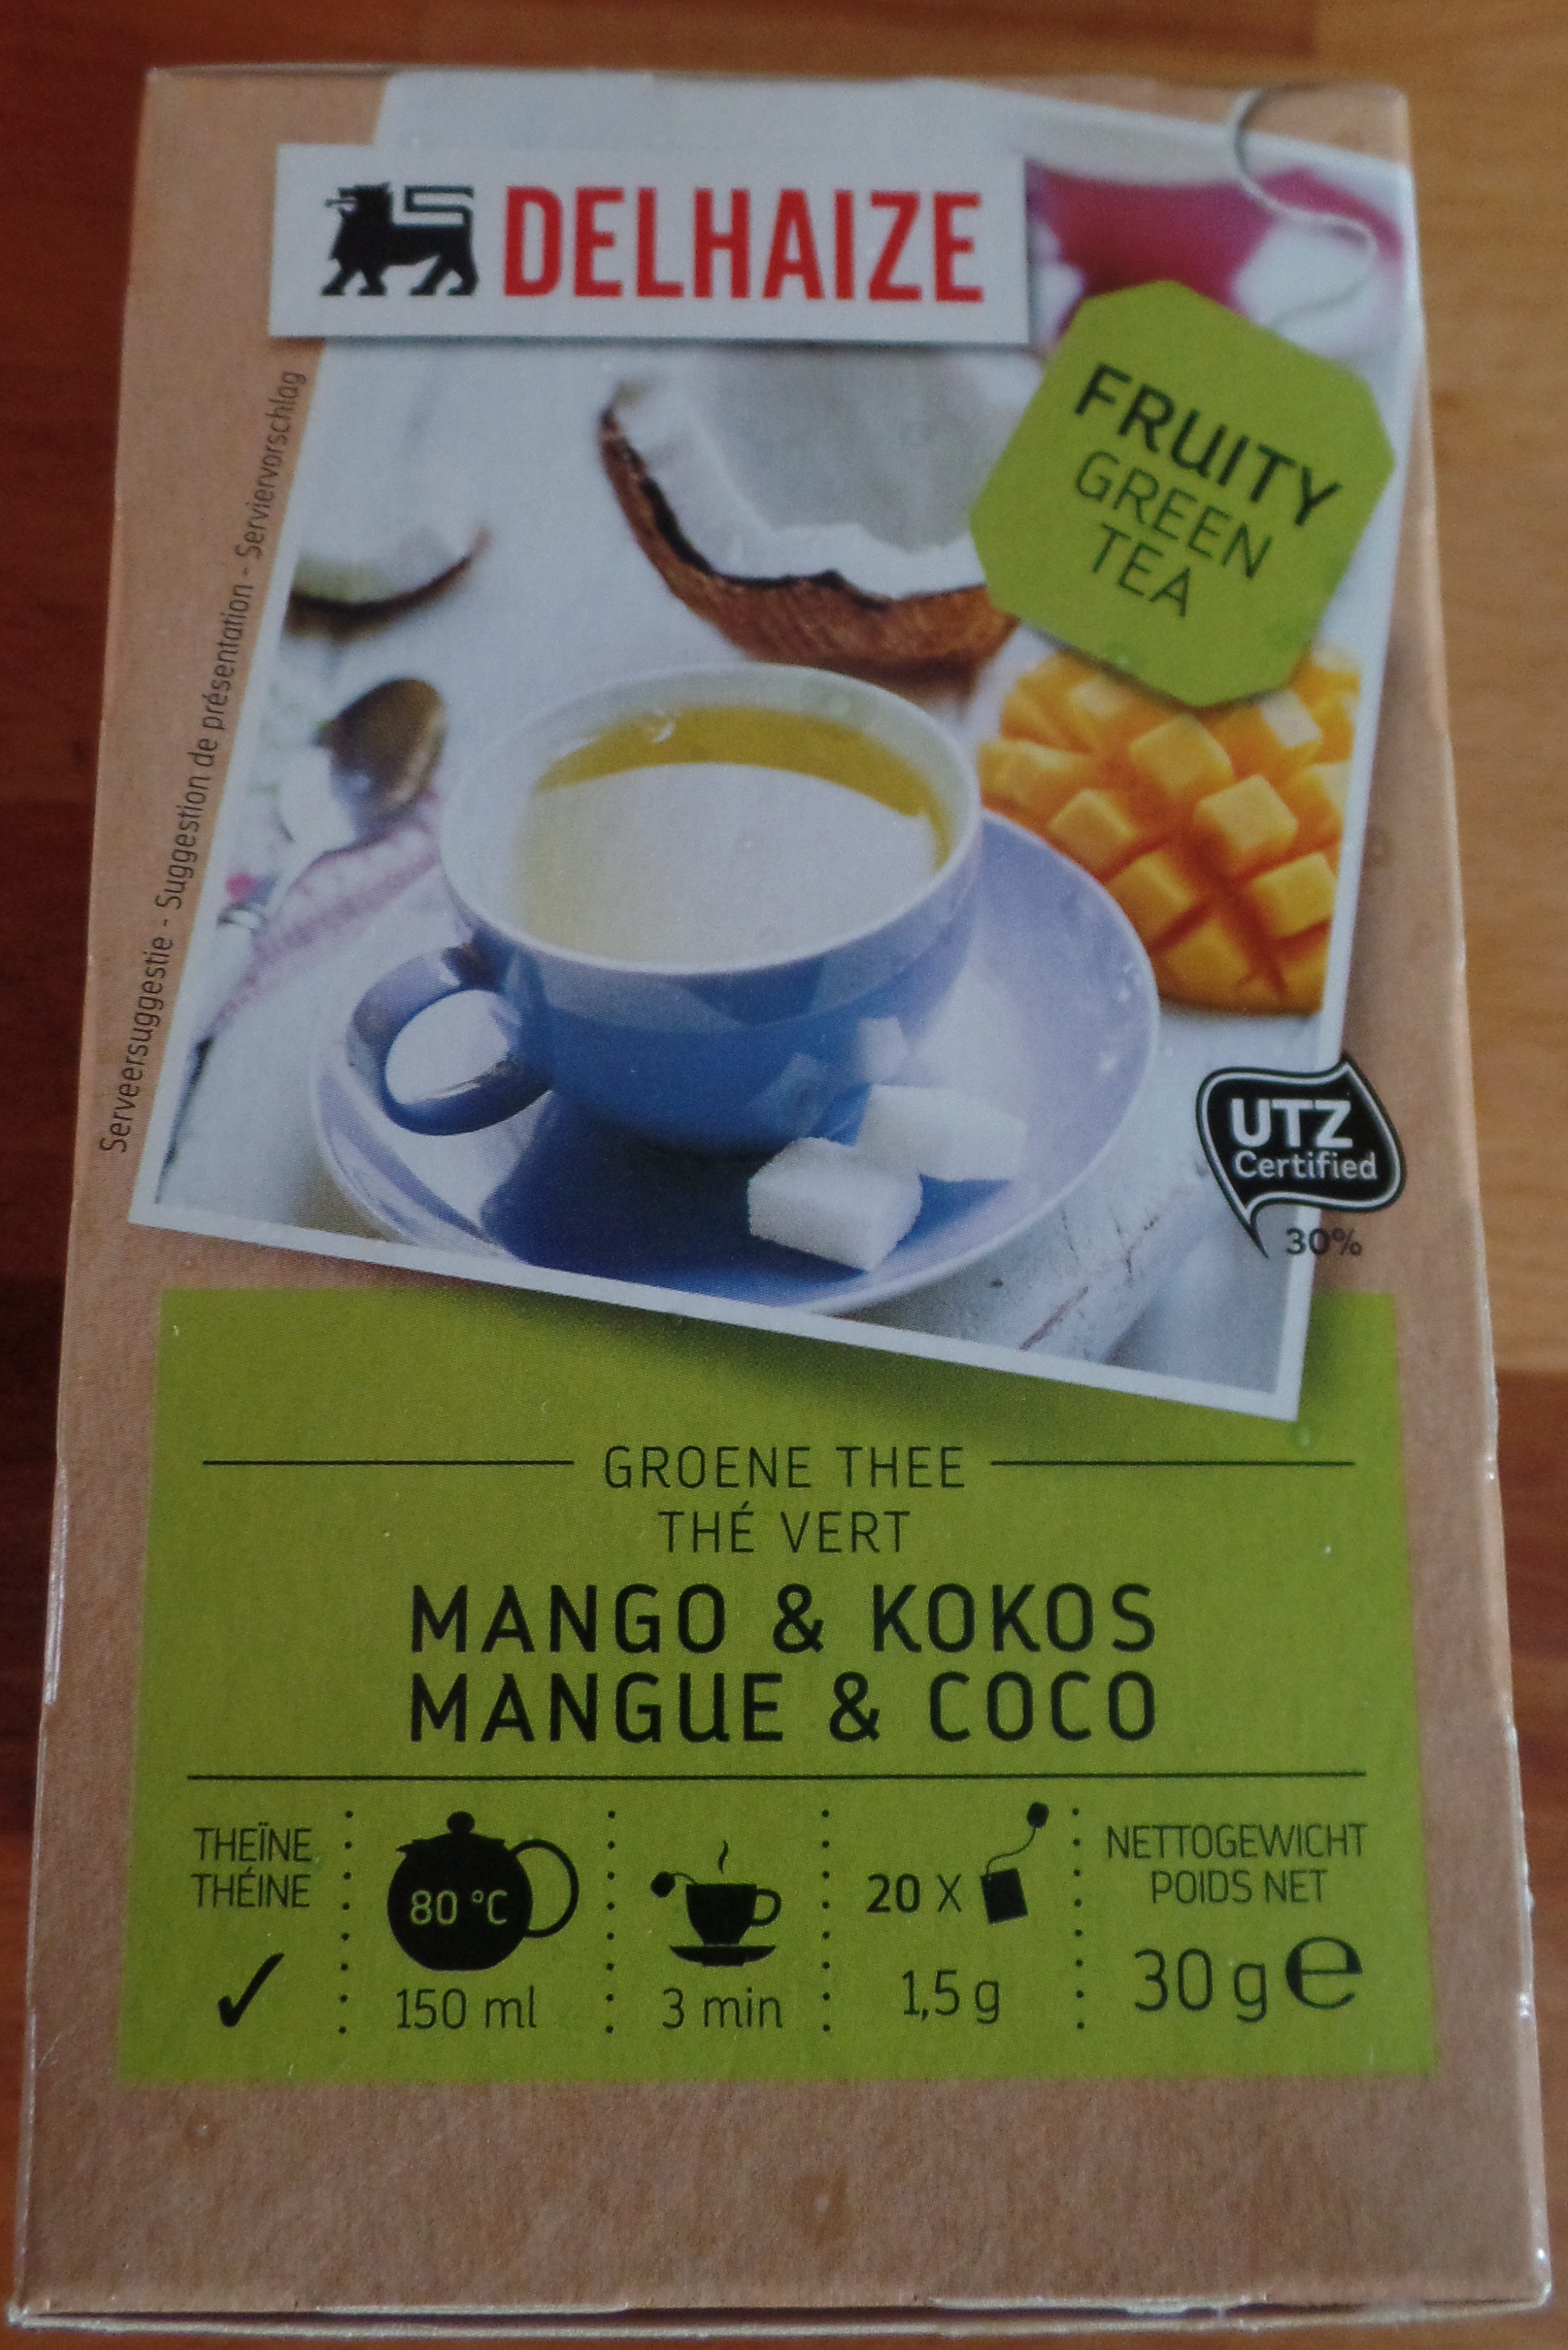 DELHAIZE
FRUITY
GREEN
TEA
Serveersuggestie - Suggestion de présentation - Serviervorschlag
UTZ
Certified
30%
GROENE THEE
THÉ VERT
MANGO & KOKOS
MANGUE & COCO
THEÏNE
THÉINE
✓
80 °C
150 ml
3 min
20 X
1,5 g
NETTOGEWICHT
POIDS NET
30 g e